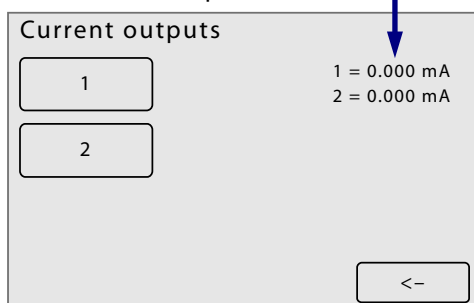 Current outputs
1
1 = 0.000 mA
2 = 0.000 mA
2
<–